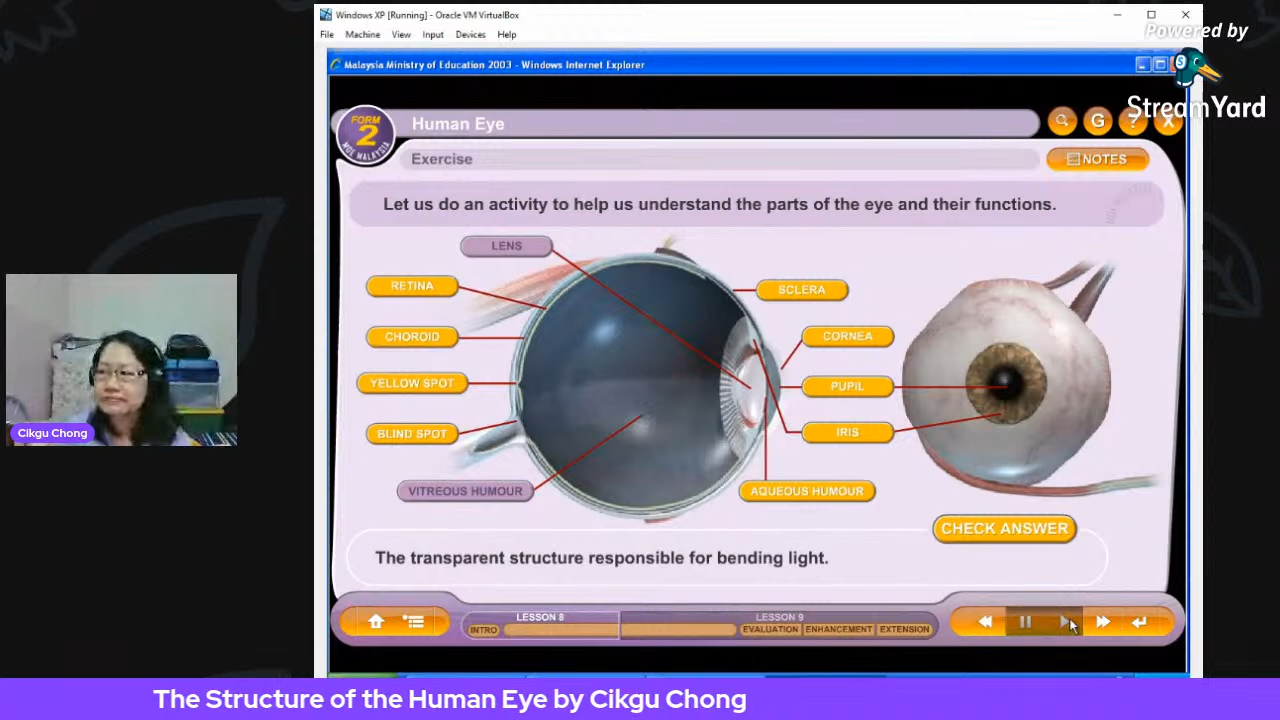 Windows XP [Running] - Oracle VM VirtualBox
File Machine View Input Devices Help
Powered by
StreamYard
Malaysia Ministry of Education 2003 - Windows Internet Explorer
FORM
2
MOE MALAYSIA
Human Eye
G ? X
Exercise
NOTES
Let us do an activity to help us understand the parts of the eye and their functions.
LENS
RETINA
SCLERA
CHOROID
CORNEA
YELLOW SPOT
PUPIL
BLIND SPOT
IRIS
VITREOUS HUMOUR
AQUEOUS HUMOUR
CHECK ANSWER
The transparent structure responsible for bending light.
LESSON 8
LESSON 9
INTRO
EVALUATION ENHANCEMENT EXTENSION
Cikgu Chong
The Structure of the Human Eye by Cikgu Chong